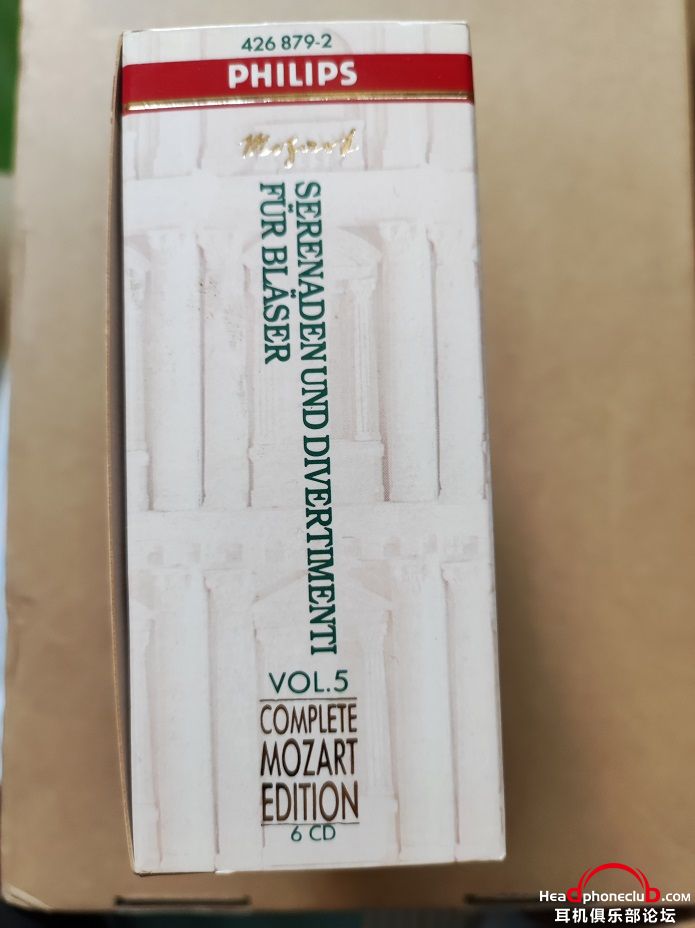 426 879-2
PHILIPS
Mozart
SERENADEN UND DIVERTIMENTI
FÜR BLÄSER
VOL.5
COMPLETE
MOZART
EDITION
6 CD
HeadphonecluD.com
耳机俱乐部论坛